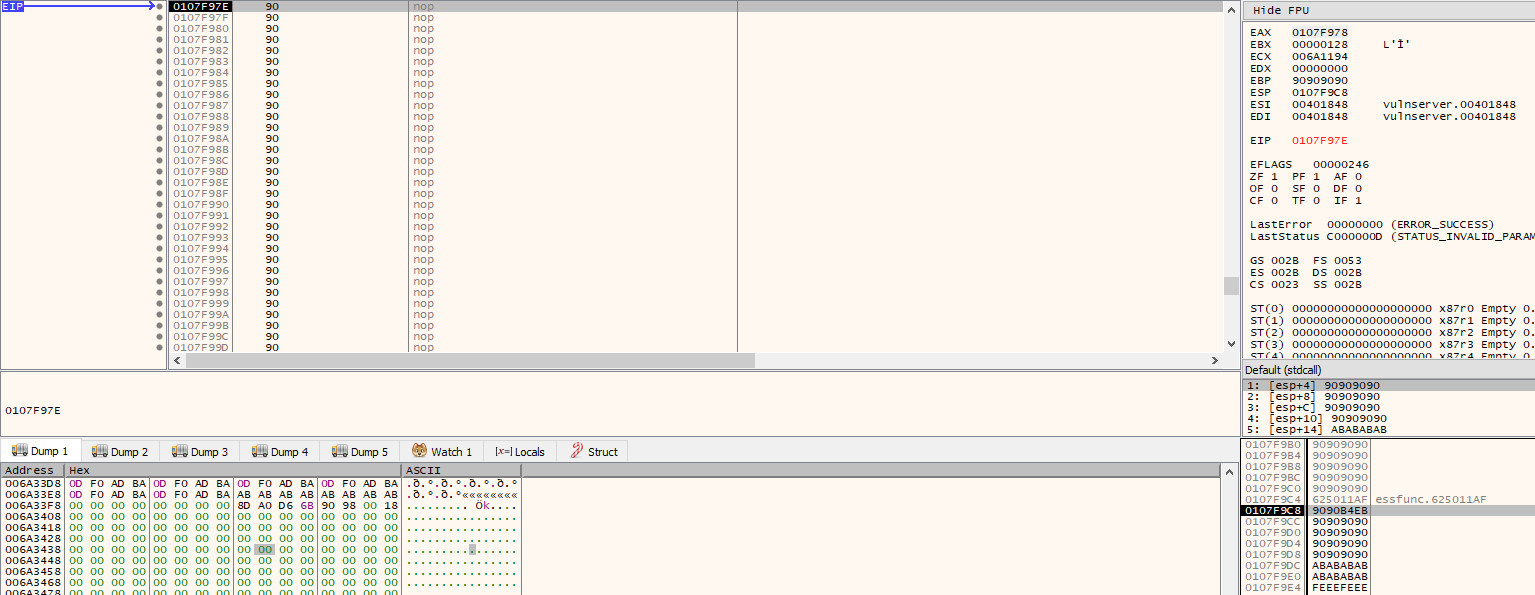 EIP
0107F97E 90 nop
0107F97F 90 nop
0107F980 90 nop
0107F981 90 nop
0107F982 90 nop
0107F983 90 nop
0107F984 90 nop
0107F985 90 nop
0107F986 90 nop
0107F987 90 nop
0107F988 90 nop
0107F989 90 nop
0107F98A 90 nop
0107F98B 90 nop
0107F98C 90 nop
0107F98D 90 nop
0107F98E 90 nop
0107F98F 90 nop
0107F990 90 nop
0107F991 90 nop
0107F992 90 nop
0107F993 90 nop
0107F994 90 nop
0107F995 90 nop
0107F996 90 nop
0107F997 90 nop
0107F998 90 nop
0107F999 90 nop
0107F99A 90 nop
0107F99B 90 nop
0107F99C 90 nop
0107F99D 90 nop
0107F97E
Hide FPU
EAX 0107F978
EBX 00000128 L'Ĩ'
ECX 006A1194
EDX 00000000
EBP 90909090
ESP 0107F9C8
ESI 00401848 vulnserver.00401848
EDI 00401848 vulnserver.00401848
EIP 0107F97E
EFLAGS 00000246
ZF 1 PF 1 AF 0
OF 0 SF 0 DF 0
CF 0 TF 0 IF 1
LastError 00000000 (ERROR_SUCCESS)
LastStatus C000000D (STATUS_INVALID_PARAM
GS 002B FS 0053
ES 002B DS 002B
CS 0023 SS 002B
ST(0) 00000000000000000000 x87r0 Empty 0.
ST(1) 00000000000000000000 x87r1 Empty 0.
ST(2) 00000000000000000000 x87r2 Empty 0.
ST(3) 00000000000000000000 x87r3 Empty 0.
ST(4) 00000000000000000000 x87r4 Empty 0.
Default (stdcall)
1: [esp+4] 90909090
2: [esp+8] 90909090
3: [esp+C] 90909090
4: [esp+10] 90909090
5: [esp+14] ABABABAB
Dump 1 Dump 2 Dump 3 Dump 4 Dump 5 Watch 1 [x=] Locals Struct
Address Hex ASCII
006A33D8 0D F0 AD BA 0D F0 AD BA 0D F0 AD BA 0D F0 AD BA .ð.º.ð.º.ð.º.ð.º
006A33E8 0D F0 AD BA 0D F0 AD BA AB AB AB AB AB AB AB AB .ð.º.ð.º««««««««
006A33F8 00 00 00 00 00 00 00 00 8D A0 D6 6B 90 98 00 18 ......... Ök....
006A3408 00 00 00 00 00 00 00 00 00 00 00 00 00 00 00 00 ................
006A3418 00 00 00 00 00 00 00 00 00 00 00 00 00 00 00 00 ................
006A3428 00 00 00 00 00 00 00 00 00 00 00 00 00 00 00 00 ................
006A3438 00 00 00 00 00 00 00 00 00 00 00 00 00 00 00 00 ................
006A3448 00 00 00 00 00 00 00 00 00 00 00 00 00 00 00 00 ................
006A3458 00 00 00 00 00 00 00 00 00 00 00 00 00 00 00 00 ................
006A3468 00 00 00 00 00 00 00 00 00 00 00 00 00 00 00 00 ................
006A3478 00 00 00 00 00 00 00 00 00 00 00 00 00 00 00 00 ................
0107F9B0 90909090
0107F9B4 90909090
0107F9B8 90909090
0107F9BC 90909090
0107F9C0 90909090
0107F9C4 625011AF essfunc.625011AF
0107F9C8 9090B4EB
0107F9CC 90909090
0107F9D0 90909090
0107F9D4 90909090
0107F9D8 90909090
0107F9DC ABABABAB
0107F9E0 ABABABAB
0107F9E4 FEEEFEEE